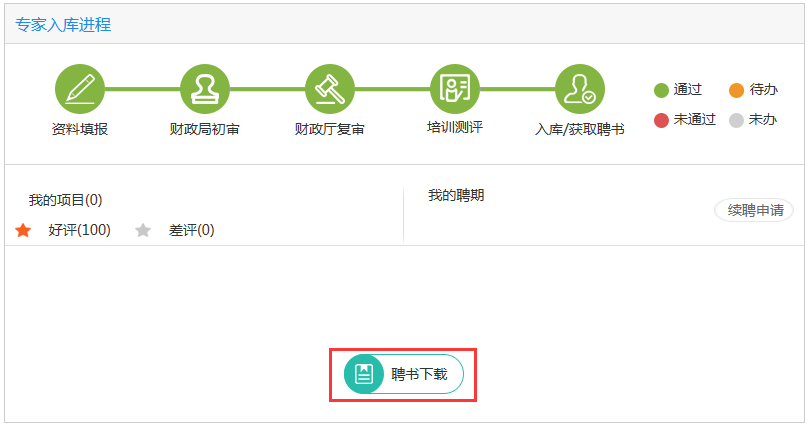 专家入库进程
资料填报 财政局初审 财政厅复审 培训测评 入库/获取聘书
通过 待办
未通过 未办
我的项目(0)
好评(100) 差评(0)
我的聘期
续聘申请
聘书下载